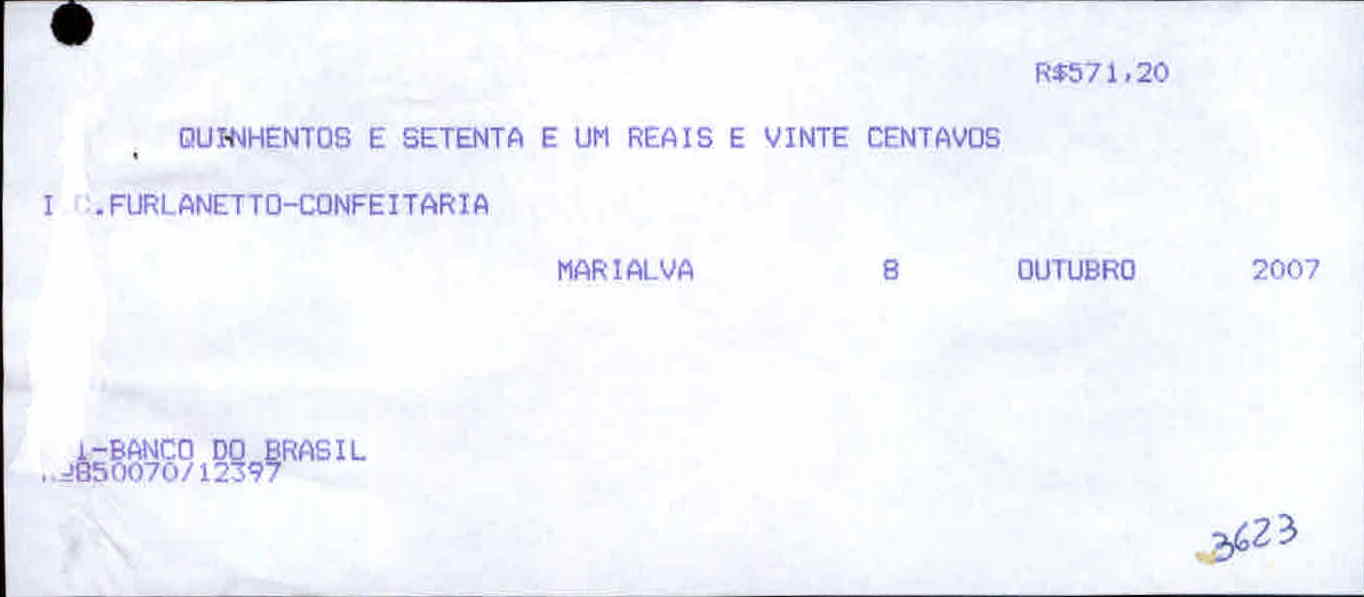 R$571,20
QUINHENTOS E SETENTA E UM REAIS E VINTE CENTAVOS
I .FURLANETTO-CONFEITARIA
MARIALVA 8 OUTUBRO 2007
1-BANCO DO BRASIL
850070/12397
3623